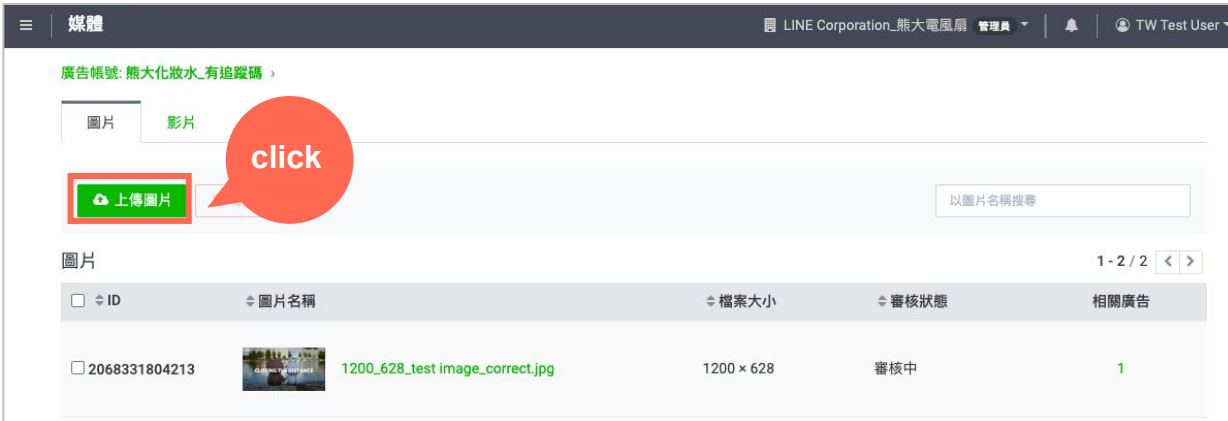 媒體
LINE Corporation_熊大電風扇 管理員
TW Test User
廣告帳號: 熊大化妝水_有追蹤碼 ›
圖片 影片
click
上傳圖片
以圖片名稱搜尋
圖片
1 - 2 / 2
ID 圖片名稱 檔案大小 審核狀態 相關廣告
2068331804213 CLOSING THE DISTANCE 1200_628_test image_correct.jpg 1200 × 628 審核中 1